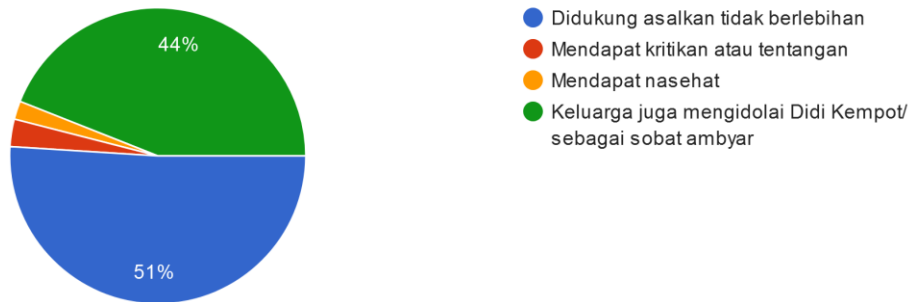 44%
51%
Didukung asalkan tidak berlebihan
Mendapat kritikan atau tentangan
Mendapat nasehat
Keluarga juga mengidolai Didi Kempot/
sebagai sobat ambyar